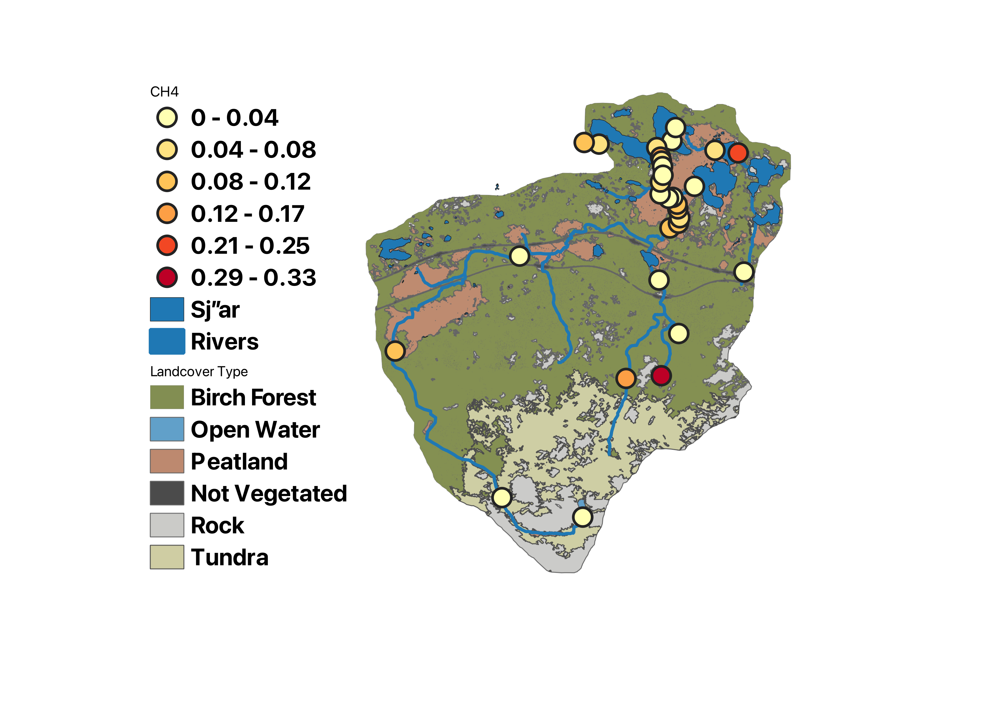 CH4
0 - 0.04
0.04 - 0.08
0.08 - 0.12
0.12 - 0.17
0.21 - 0.25
0.29 - 0.33
Sj”ar
Rivers
Landcover Type
Birch Forest
Open Water
Peatland
Not Vegetated
Rock
Tundra